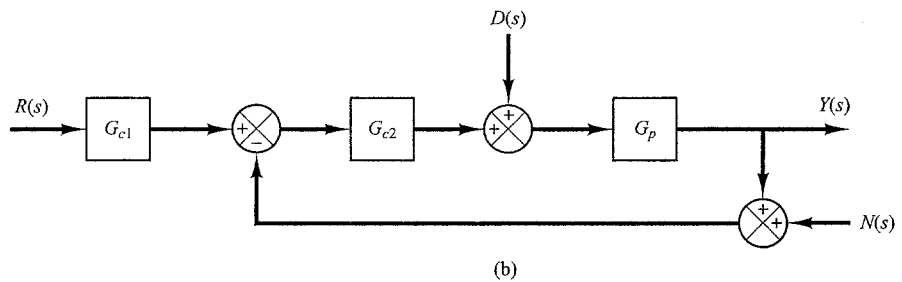 D(s)
R(s)
G_{c1}
+
−
G_{c2}
+
+
G_p
Y(s)
+
+
N(s)
(b)